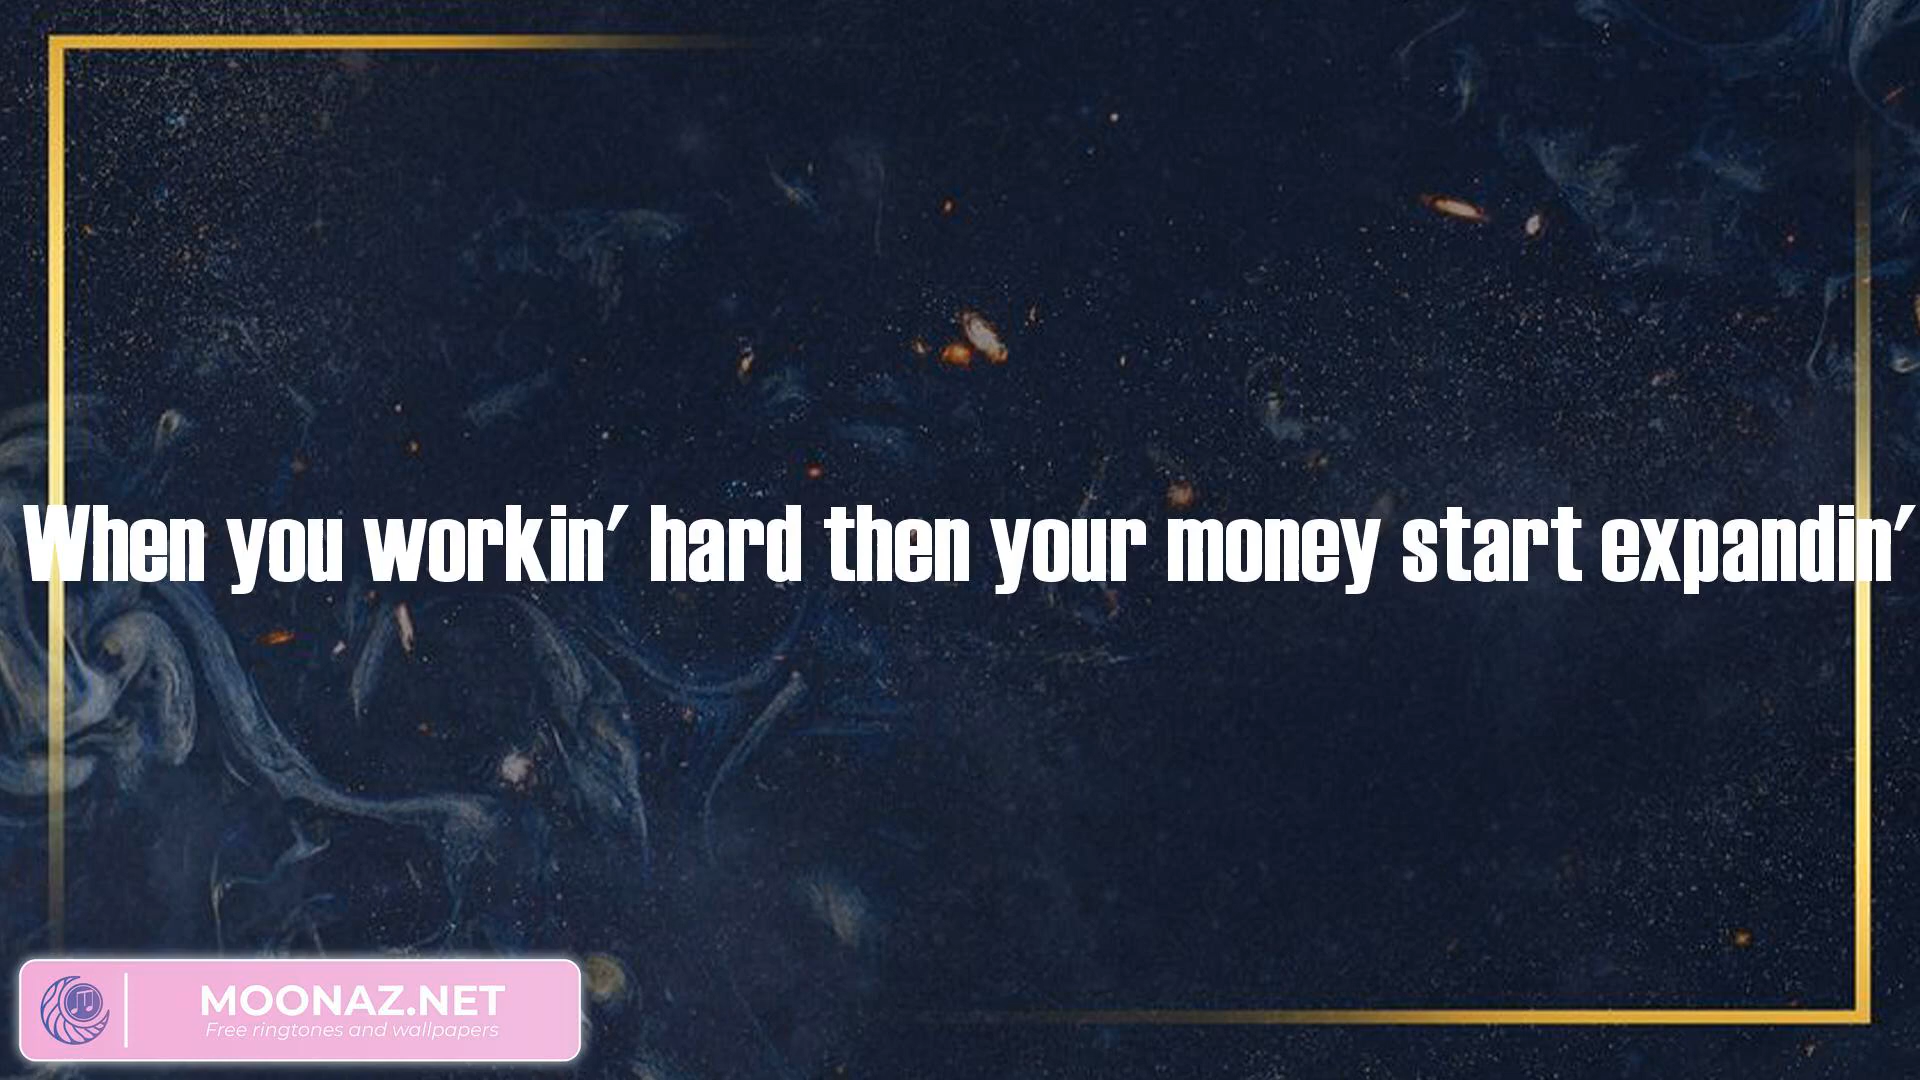 When you workin' hard then your money start expandin'
MOONAZ.NET
Free ringtones and wallpapers